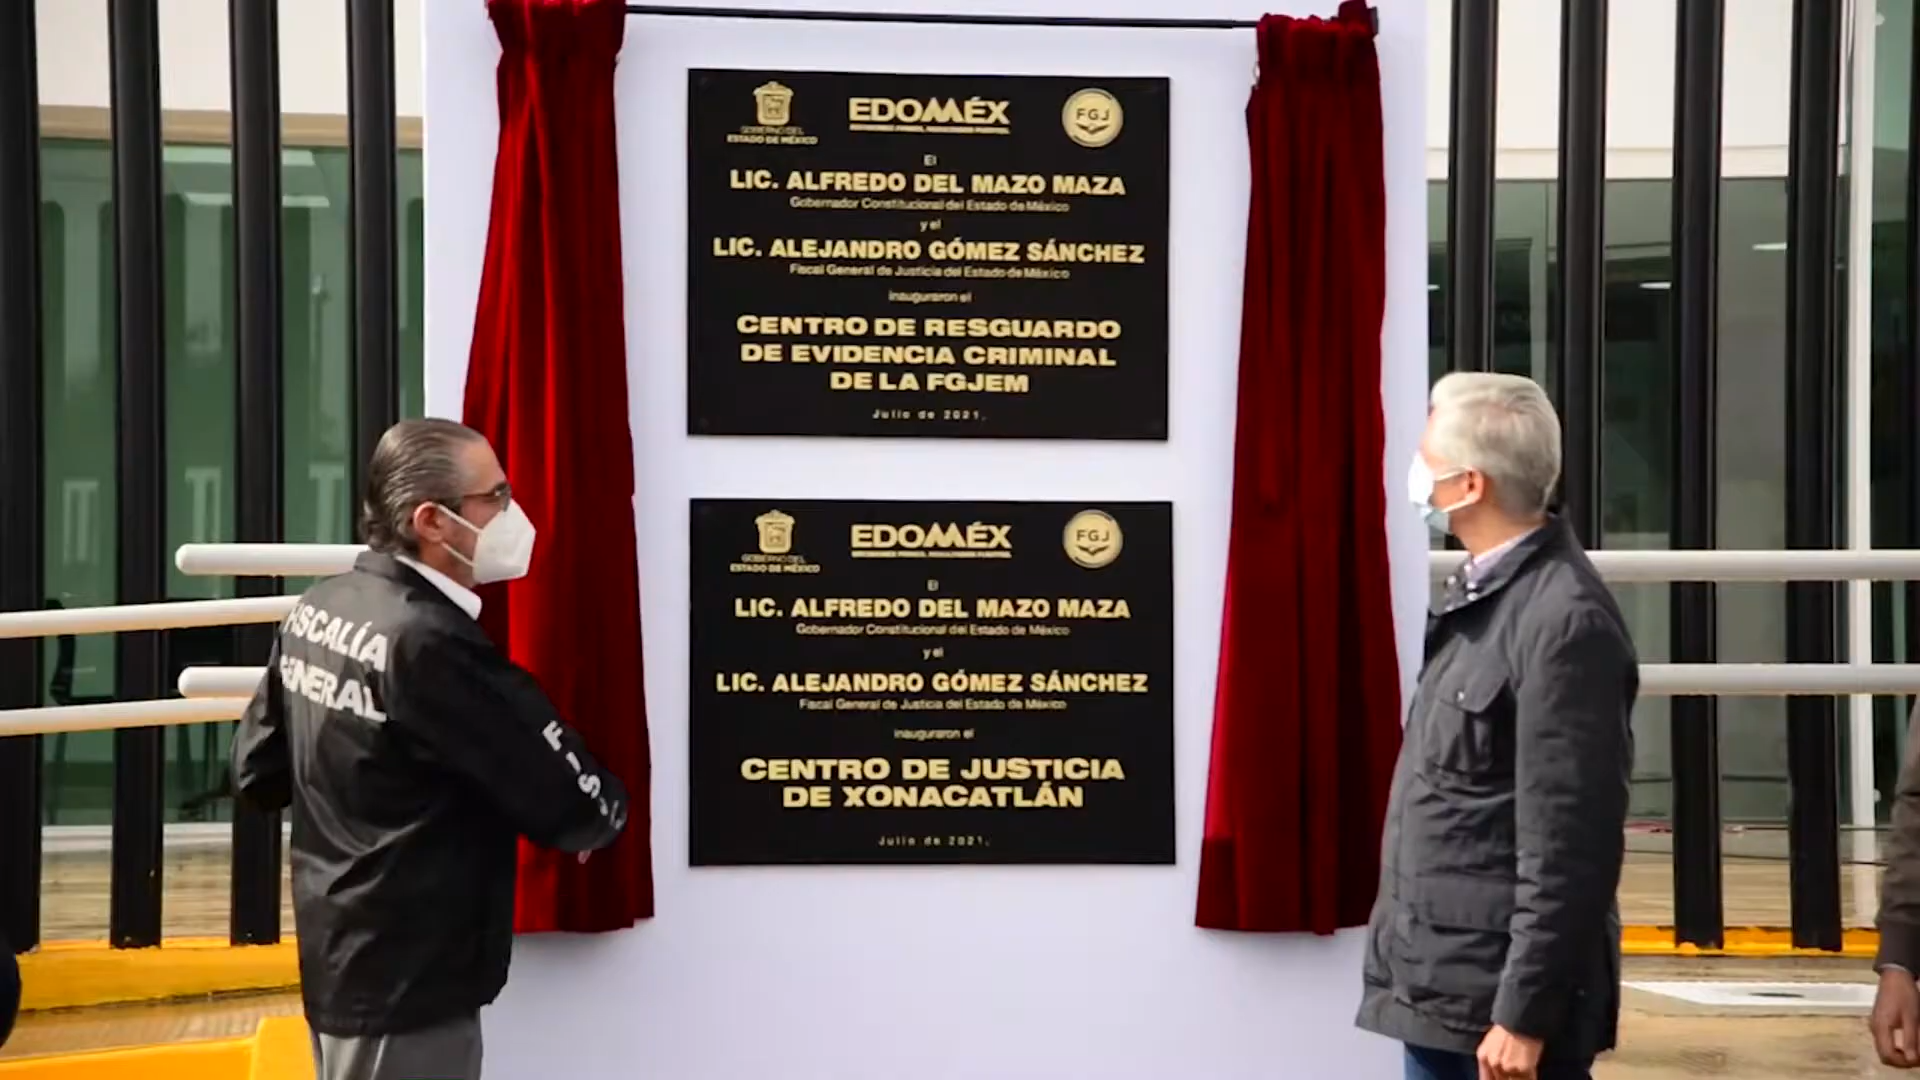 GOBIERNO DEL
ESTADO DE MÉXICO
EDOMÉX
FGJ
El
LIC. ALFREDO DEL MAZO MAZA
Gobernador Constitucional del Estado de México
y el
LIC. ALEJANDRO GÓMEZ SÁNCHEZ
Fiscal General de Justicia del Estado de México
inauguraron el
CENTRO DE RESGUARDO
DE EVIDENCIA CRIMINAL
DE LA FGJEM
Julio de 2021.
GOBIERNO DEL
ESTADO DE MÉXICO
EDOMÉX
FGJ
El
LIC. ALFREDO DEL MAZO MAZA
Gobernador Constitucional del Estado de México
y el
LIC. ALEJANDRO GÓMEZ SÁNCHEZ
Fiscal General de Justicia del Estado de México
inauguraron el
CENTRO DE JUSTICIA
DE XONACATLÁN
Julio de 2021.
FISCALÍA
GENERAL